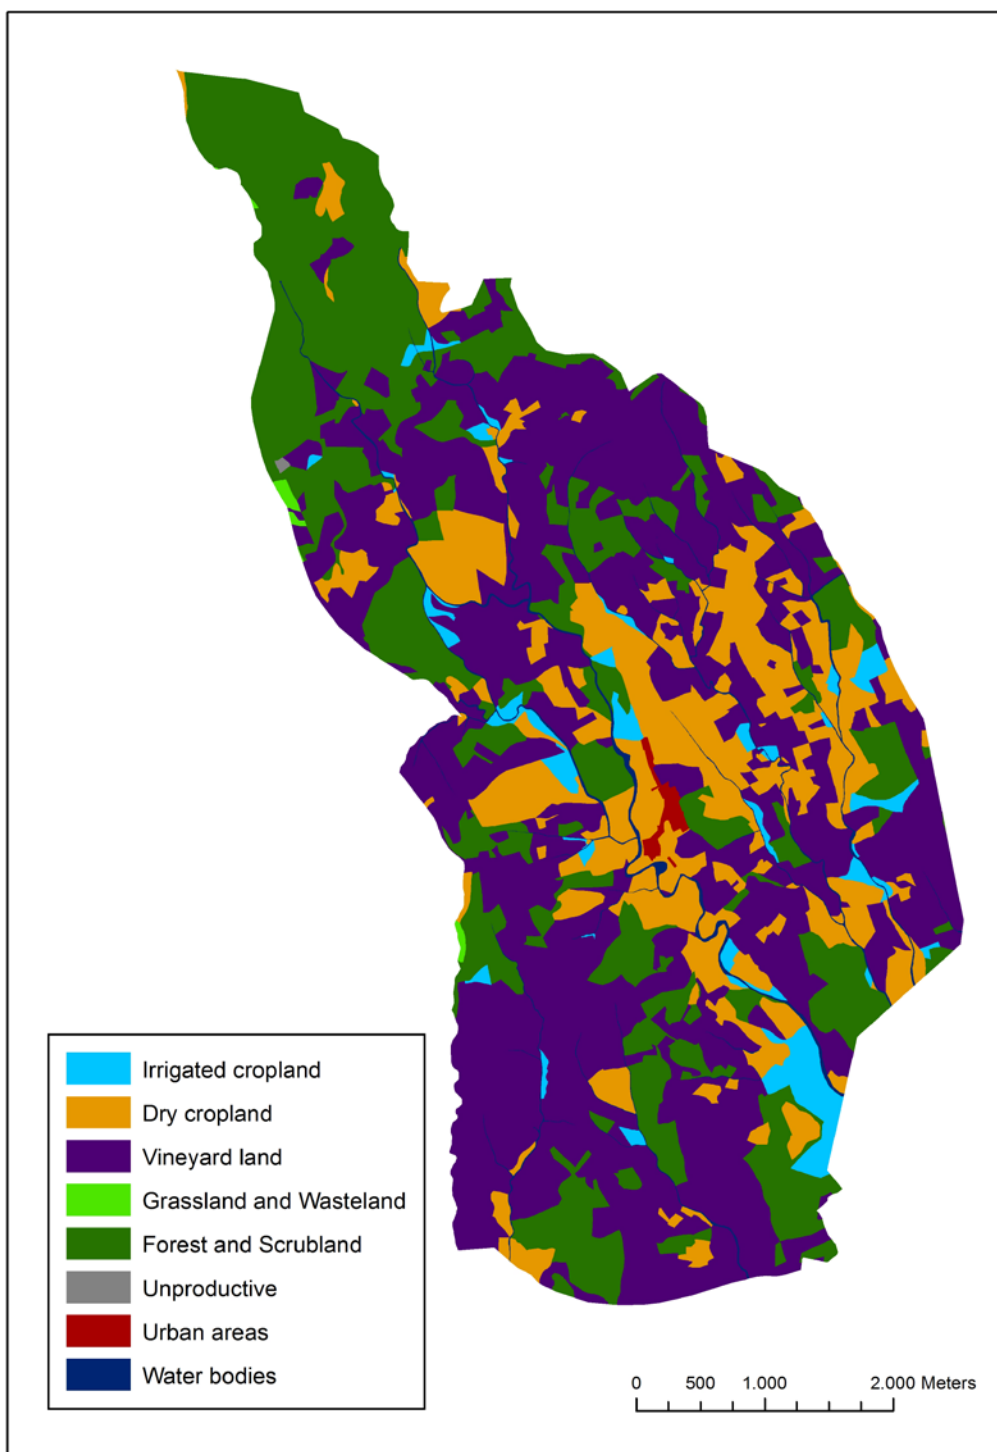 Irrigated cropland
Dry cropland
Vineyard land
Grassland and Wasteland
Forest and Scrubland
Unproductive
Urban areas
Water bodies
0 500 1.000 2.000 Meters